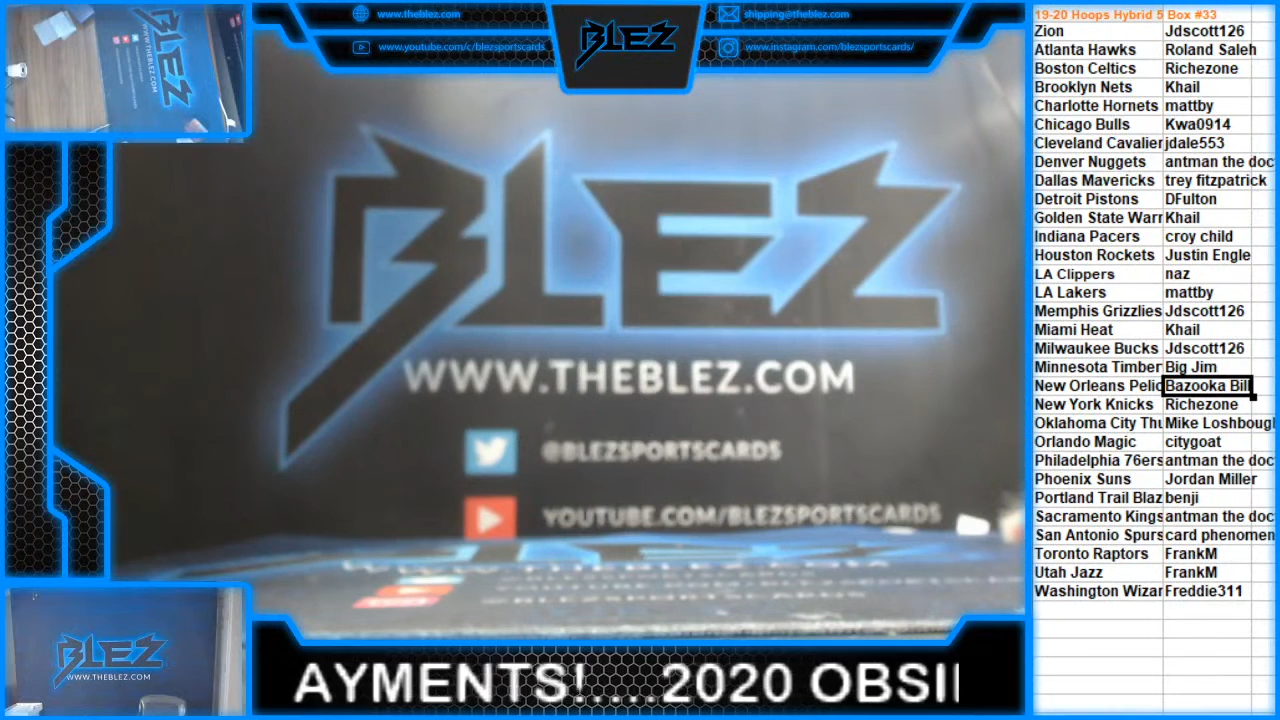 www.theblez.com
www.youtube.com/c/blezsportscards
BLEZ
shipping@theblez.com
www.instagram.com/blezsportscards/
BLEZ
WWW.THEBLEZ.COM
BLEZ
WWW.THEBLEZ.COM
@BLEZSPORTSCARDS
YOUTUBE.COM/BLEZSPORTSCARDS
@BLEZSPORTSCARDS
BLEZ
WWW.THEBLEZ.COM
AYMENTS!....2020 OBSI
19-20 Hoops Hybrid 5 Box #33
Zion Jdscott126
Atlanta Hawks Roland Saleh
Boston Celtics Richezone
Brooklyn Nets Khail
Charlotte Hornets mattby
Chicago Bulls Kwa0914
Cleveland Cavalier jdale553
Denver Nuggets antman the doc
Dallas Mavericks trey fitzpatrick
Detroit Pistons DFulton
Golden State Warr Khail
Indiana Pacers croy child
Houston Rockets Justin Engle
LA Clippers naz
LA Lakers mattby
Memphis Grizzlies Jdscott126
Miami Heat Khail
Milwaukee Bucks Jdscott126
Minnesota Timber Big Jim
New Orleans Pelic Bazooka Bill
New York Knicks Richezone
Oklahoma City Thu Mike Loshboug
Orlando Magic citygoat
Philadelphia 76ers antman the doc
Phoenix Suns Jordan Miller
Portland Trail Blaz benji
Sacramento Kings antman the doc
San Antonio Spurs card phenomen
Toronto Raptors FrankM
Utah Jazz FrankM
Washington Wizar Freddie311